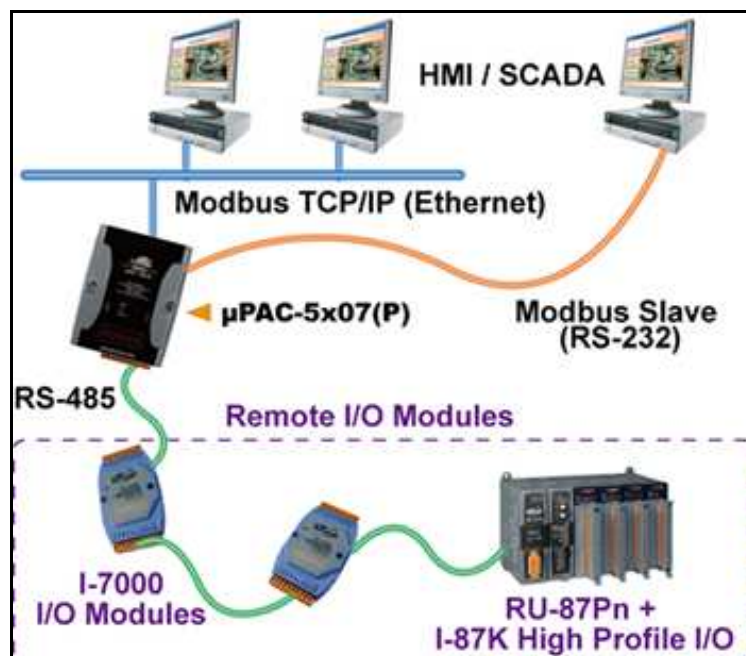 HMI / SCADA
Modbus TCP/IP (Ethernet)
µPAC-5x07(P)
Modbus Slave
(RS-232)
RS-485
Remote I/O Modules
I-7000
I/O Modules
RU-87Pn +
I-87K High Profile I/O